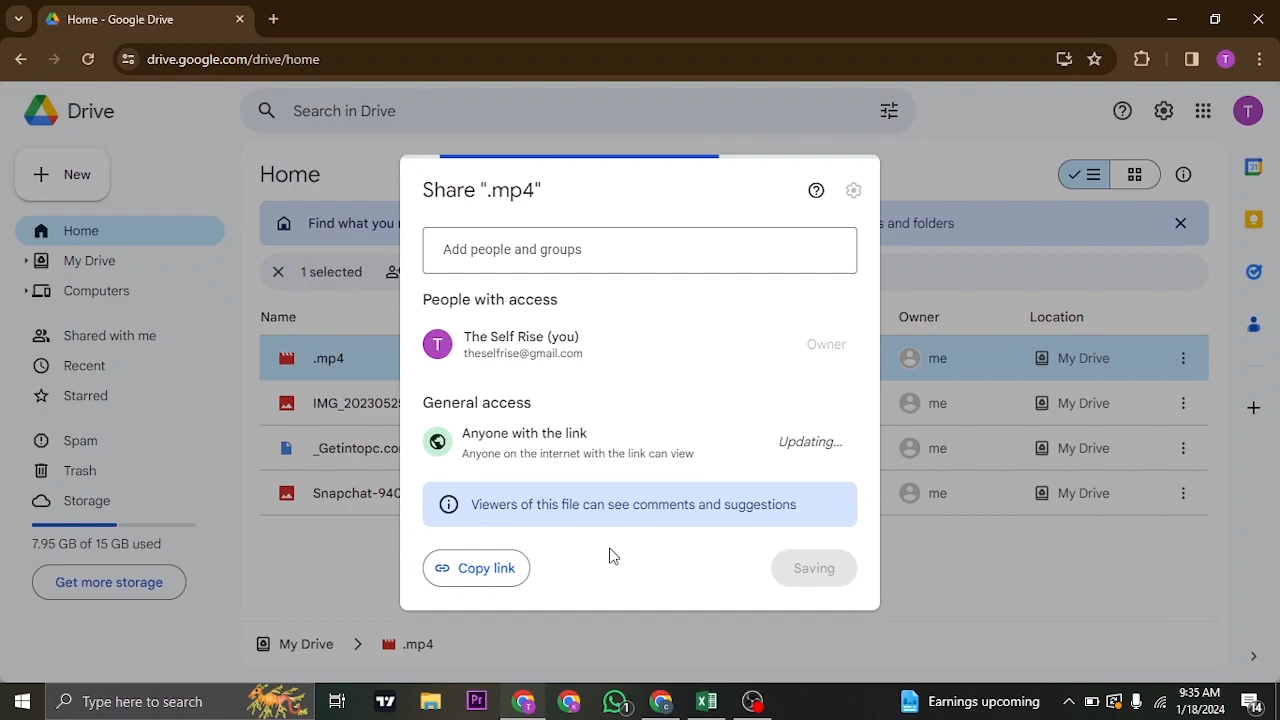 Home - Google Drive
drive.google.com/drive/home
T
Drive
Search in Drive
T
31
New
Home
Find what you
s and folders
Home
My Drive
Computers
Shared with me
Recent
Starred
Spam
Trash
Storage
7.95 GB of 15 GB used
Get more storage
1 selected
Name
Owner
Location
.mp4
me
My Drive
IMG_2023052
me
My Drive
_Getintopc.co
me
My Drive
Snapchat-940
me
My Drive
Share ".mp4"
Add people and groups
People with access
T
The Self Rise (you)
theselfrise@gmail.com
Owner
General access
Anyone with the link
Anyone on the internet with the link can view
Updating...
Viewers of this file can see comments and suggestions
Copy link
Saving
My Drive
.mp4
Type here to search
Pr
1
Earnings upcoming
9:35 AM
1/18/2024
14